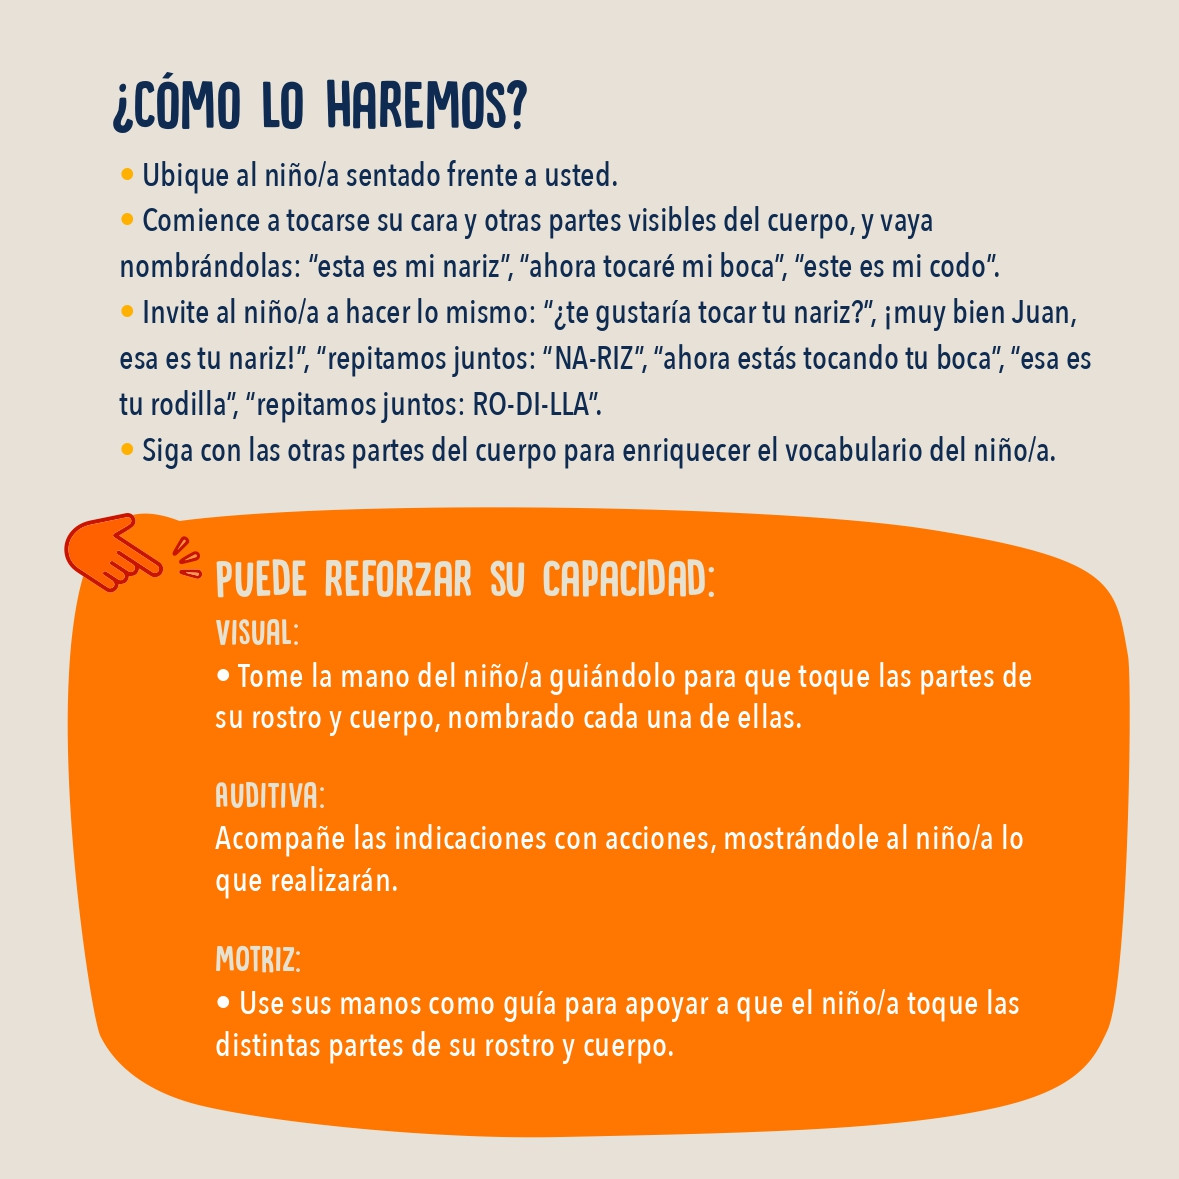 ¿CÓMO LO HAREMOS?
• Ubique al niño/a sentado frente a usted.
• Comience a tocarse su cara y otras partes visibles del cuerpo, y vaya
nombrándolas: “esta es mi nariz”, “ahora tocaré mi boca”, “este es mi codo”.
• Invite al niño/a a hacer lo mismo: “¿te gustaría tocar tu nariz?”, ¡muy bien Juan,
esa es tu nariz!”, “repitamos juntos: “NA-RIZ”, “ahora estás tocando tu boca”, “esa es
tu rodilla”, “repitamos juntos: RO-DI-LLA”.
• Siga con las otras partes del cuerpo para enriquecer el vocabulario del niño/a.
PUEDE REFORZAR SU CAPACIDAD:
VISUAL:
• Tome la mano del niño/a guiándolo para que toque las partes de
su rostro y cuerpo, nombrado cada una de ellas.
AUDITIVA:
Acompañe las indicaciones con acciones, mostrándole al niño/a lo
que realizarán.
MOTRIZ:
• Use sus manos como guía para apoyar a que el niño/a toque las
distintas partes de su rostro y cuerpo.